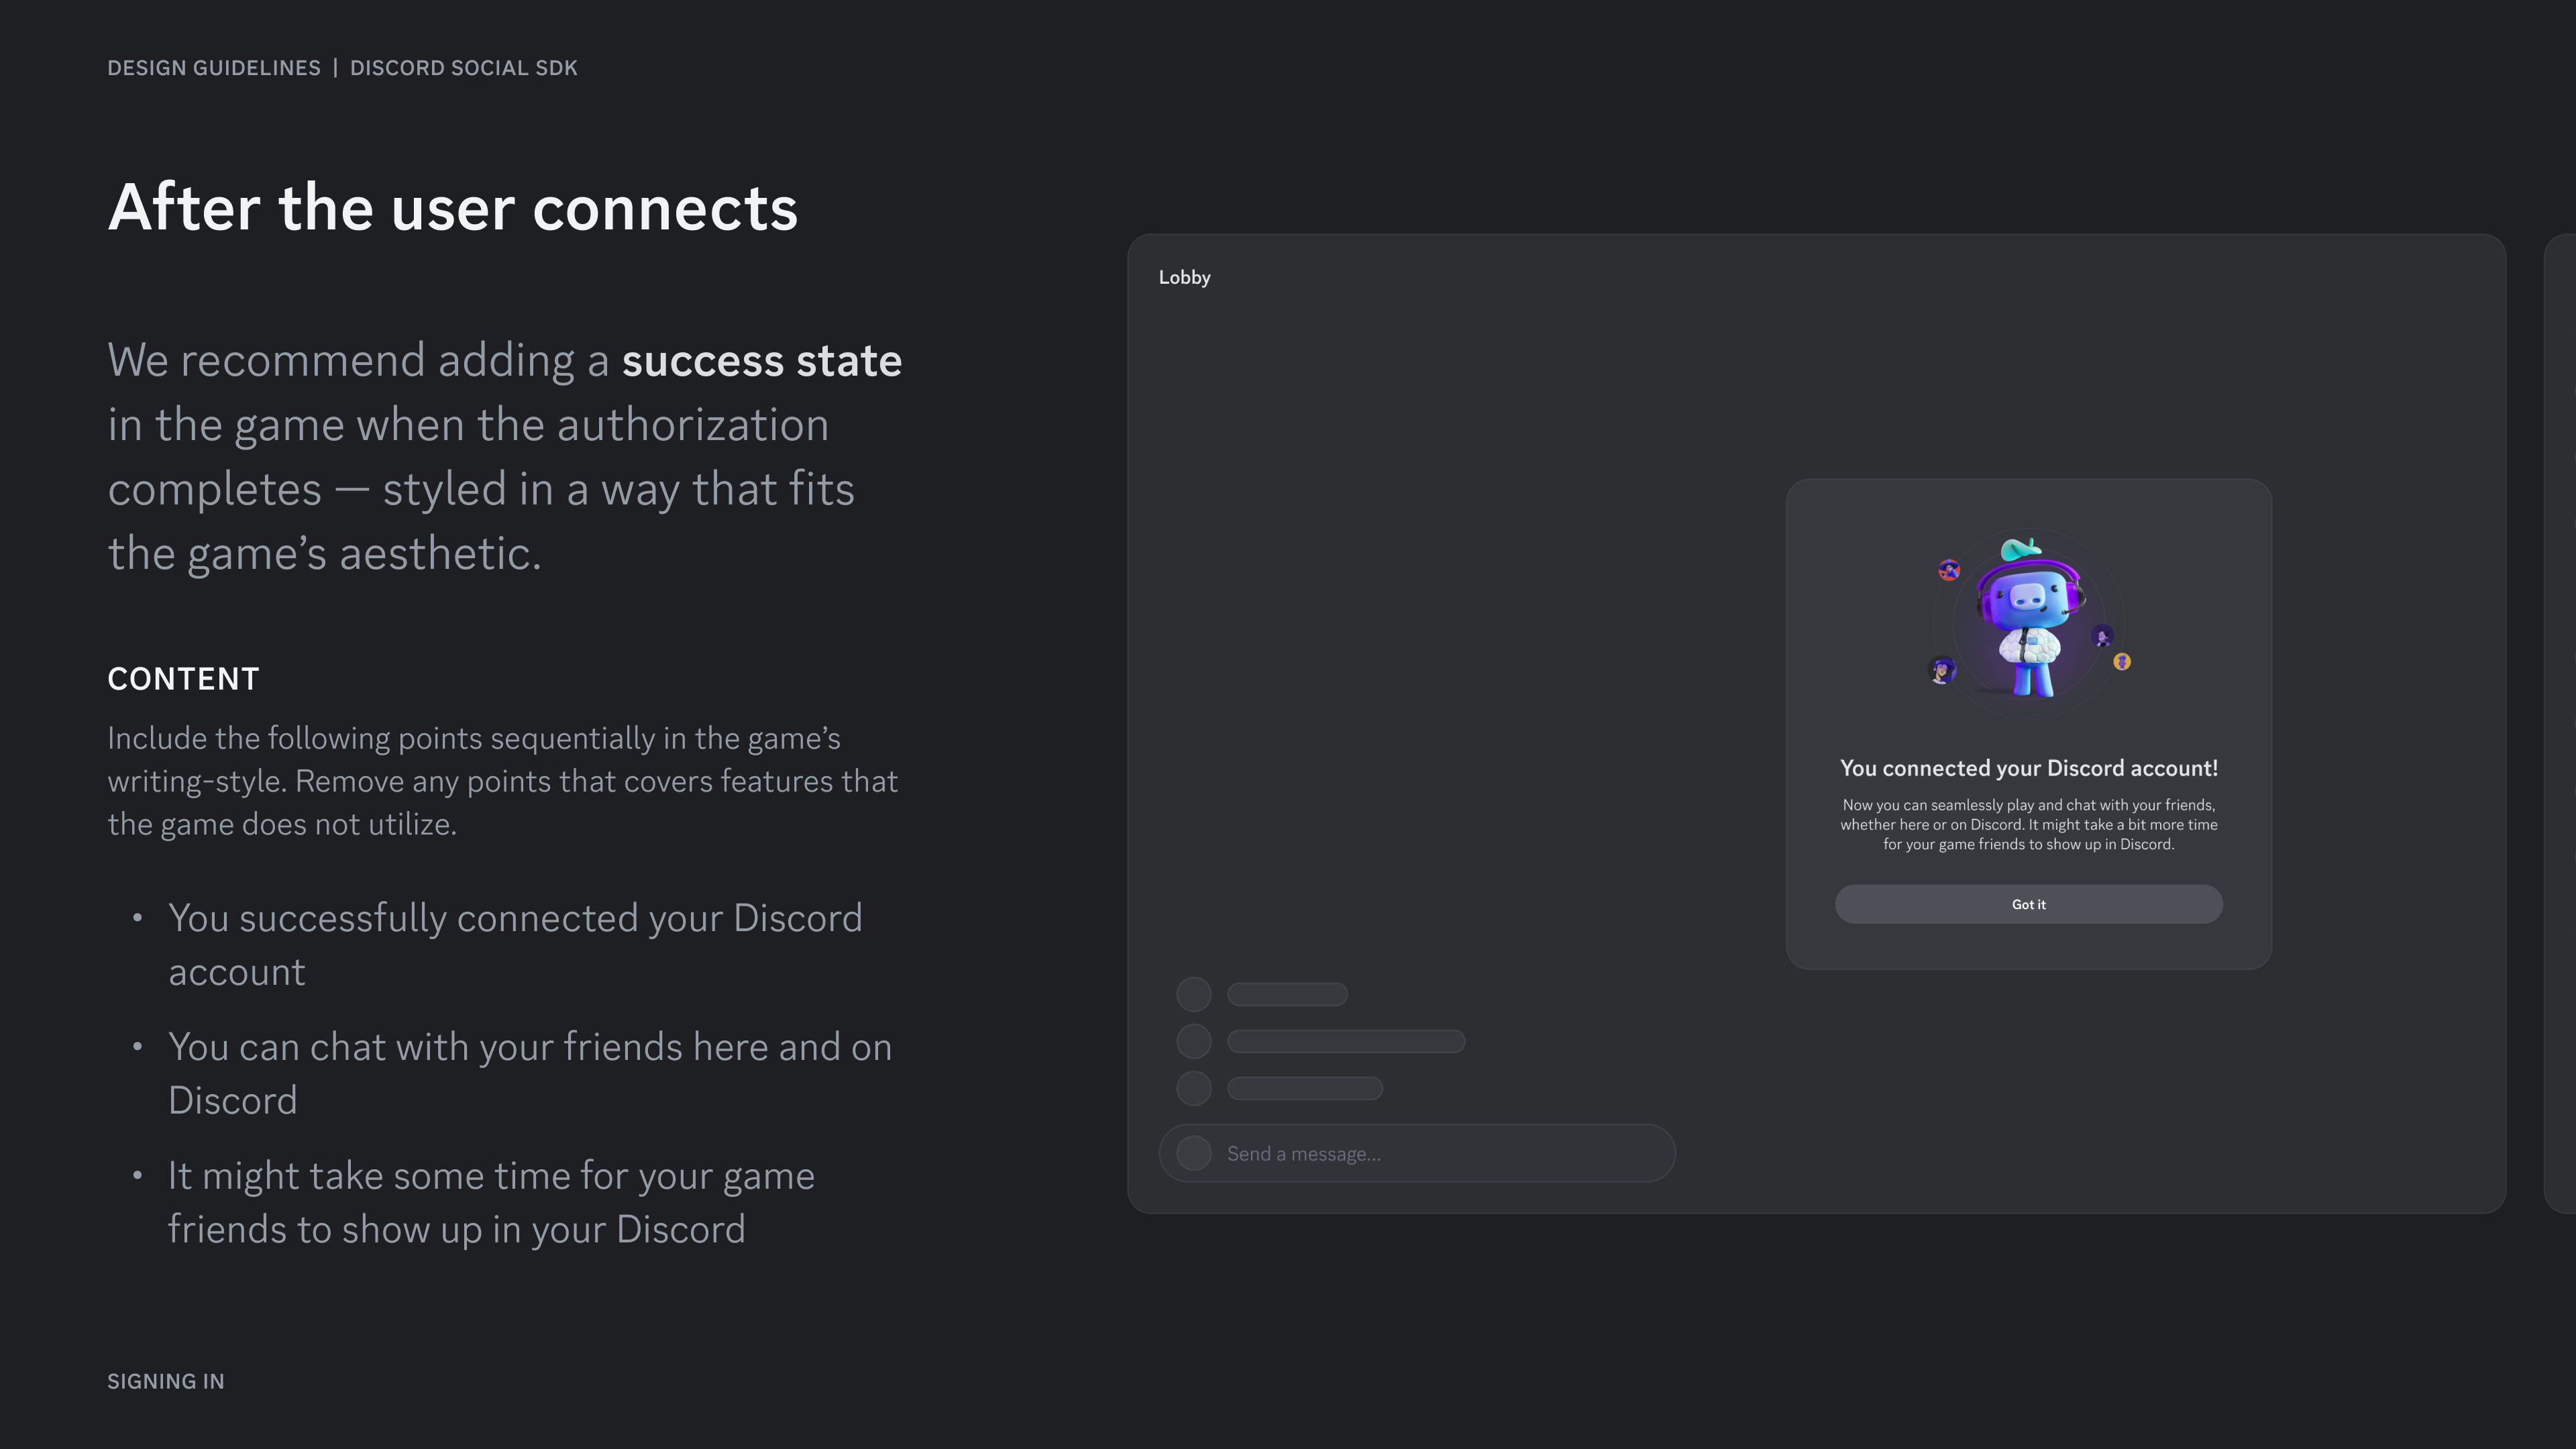 DESIGN GUIDELINES | DISCORD SOCIAL SDK
After the user connects
We recommend adding a success state
in the game when the authorization
completes — styled in a way that fits
the game’s aesthetic.
CONTENT
Include the following points sequentially in the game’s
writing-style. Remove any points that covers features that
the game does not utilize.
• You successfully connected your Discord
account
• You can chat with your friends here and on
Discord
• It might take some time for your game
friends to show up in your Discord
SIGNING IN
Lobby
You connected your Discord account!
Now you can seamlessly play and chat with your friends,
whether here or on Discord. It might take a bit more time
for your game friends to show up in Discord.
Got it
Send a message...